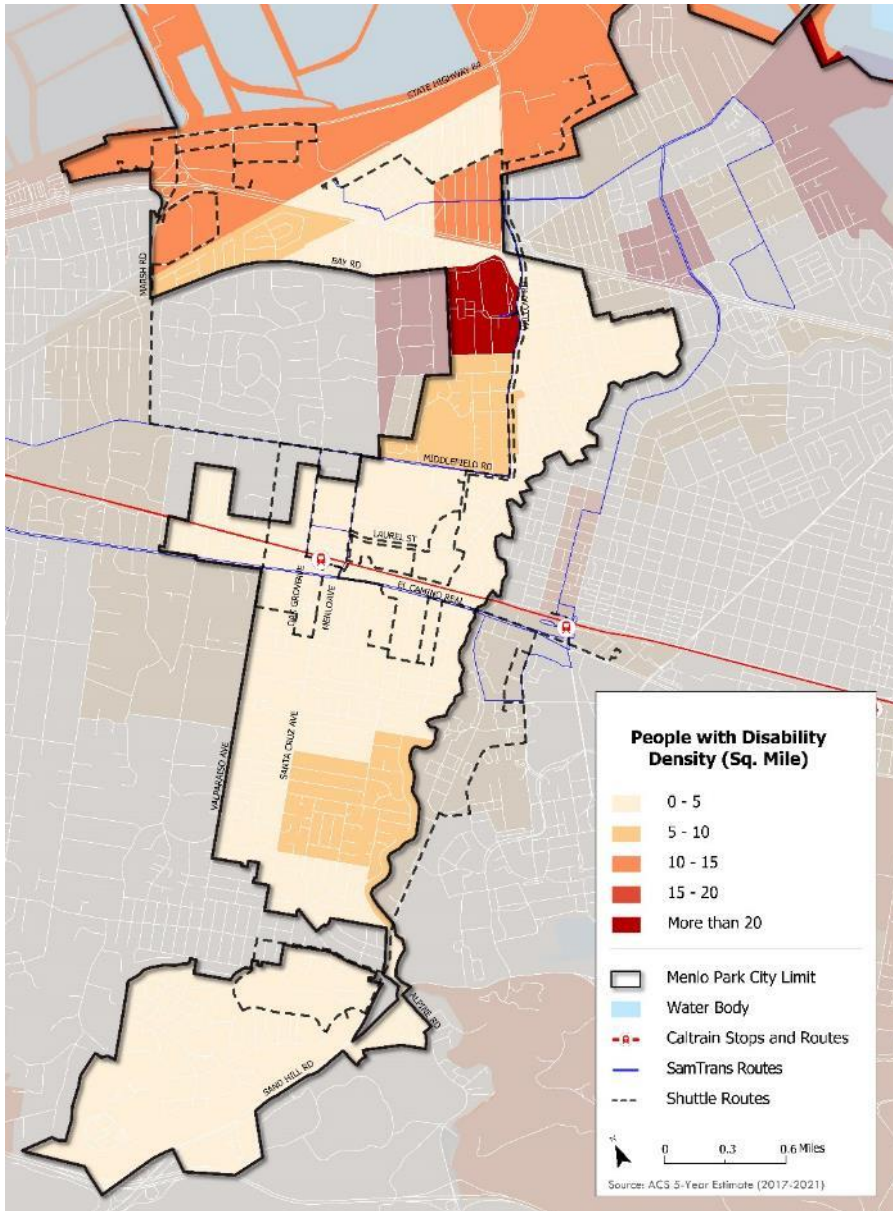 STATE HIGHWAY RP
MARSH RD
BAY RD
MIDDLEFIELD RD
LAUREL ST
EL CAMINO REAL
OAK GROVE AVE
MENLO AVE
SANTA CRUZ AVE
VALPARAISO AVE
ALPINE RD
SAND HILL RD
People with Disability
Density (Sq. Mile)
0 - 5
5 - 10
10 - 15
15 - 20
More than 20
Menlo Park City Limit
Water Body
Caltrain Stops and Routes
SamTrans Routes
Shuttle Routes
0 0.3 0.6 Miles
Source: ACS 5-Year Estimate (2017-2021)